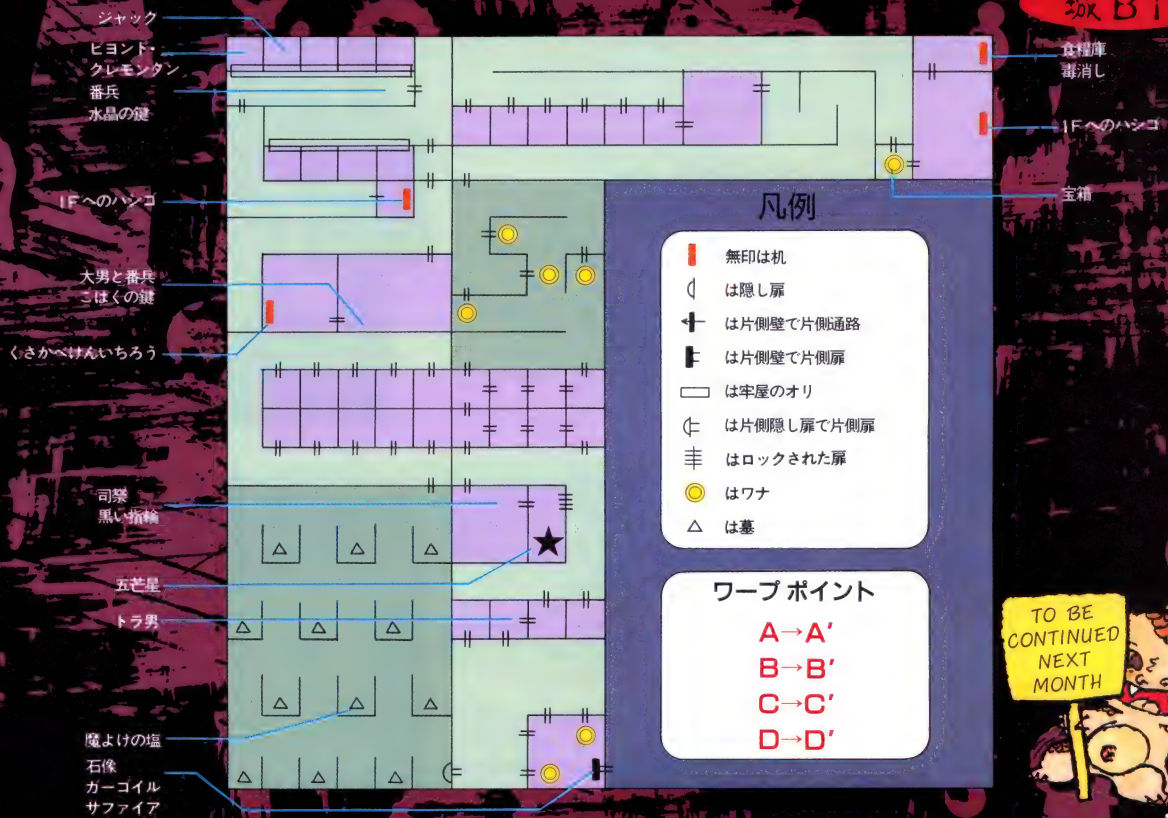 城 B 1
ジャック
ビヨンド・
クレモンタン
番兵
水晶の鍵
1Fへのハシゴ
大男と番兵
こはくの鍵
くさかべけんいちろう
司祭
黒い指輪
五芒星
トラ男
魔よけの塩
石像
ガーゴイル
サファイア
食糧庫
毒消し
1Fへのハシゴ
宝箱
凡例
無印は机
は隠し扉
は片側壁で片側通路
は片側壁で片側扉
は牢屋のオリ
は片側隠し扉で片側扉
はロックされた扉
はワナ
は墓
ワープ ポイント
A→A'
B→B'
C→C'
D→D'
TO BE
CONTINUED
NEXT
MONTH